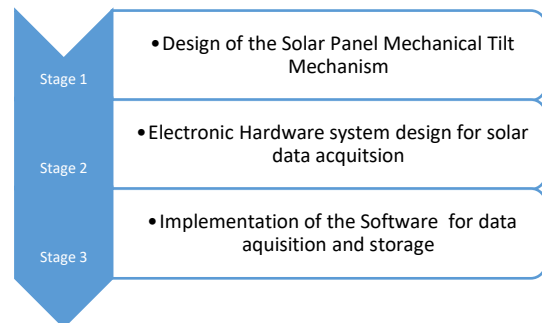 Stage 1
•Design of the Solar Panel Mechanical Tilt
Mechanism
Stage 2
•Electronic Hardware system design for solar
data acquitsion
Stage 3
•Implementation of the Software for data
aquisition and storage